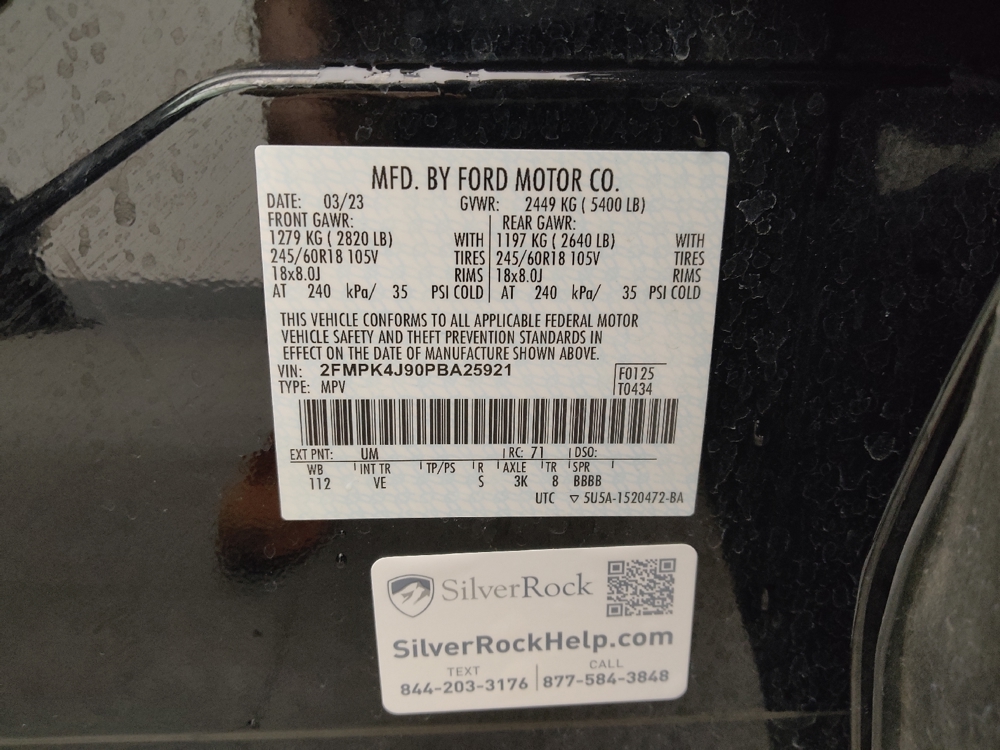 MFD. BY FORD MOTOR CO.
DATE: 03/23 GVWR: 2449 KG ( 5400 LB)
FRONT GAWR: REAR GAWR:
1279 KG ( 2820 LB) WITH 1197 KG ( 2640 LB) WITH
245/60R18 105V TIRES 245/60R18 105V TIRES
18x8.0J RIMS 18x8.0J RIMS
AT 240 kPa/ 35 PSI COLD AT 240 kPa/ 35 PSI COLD
THIS VEHICLE CONFORMS TO ALL APPLICABLE FEDERAL MOTOR
VEHICLE SAFETY AND THEFT PREVENTION STANDARDS IN
EFFECT ON THE DATE OF MANUFACTURE SHOWN ABOVE.
VIN: 2FMPK4J90PBA25921 F0125
TYPE: MPV T0434
EXT PNT: UM RC: 71 DSO:
WB INT TR TP/PS R AXLE TR SPR
112 VE S 3K 8 BBBB
UTC ▽ 5U5A-1520472-BA
SilverRock
SilverRockHelp.com
TEXT CALL
844-203-3176 877-584-3848